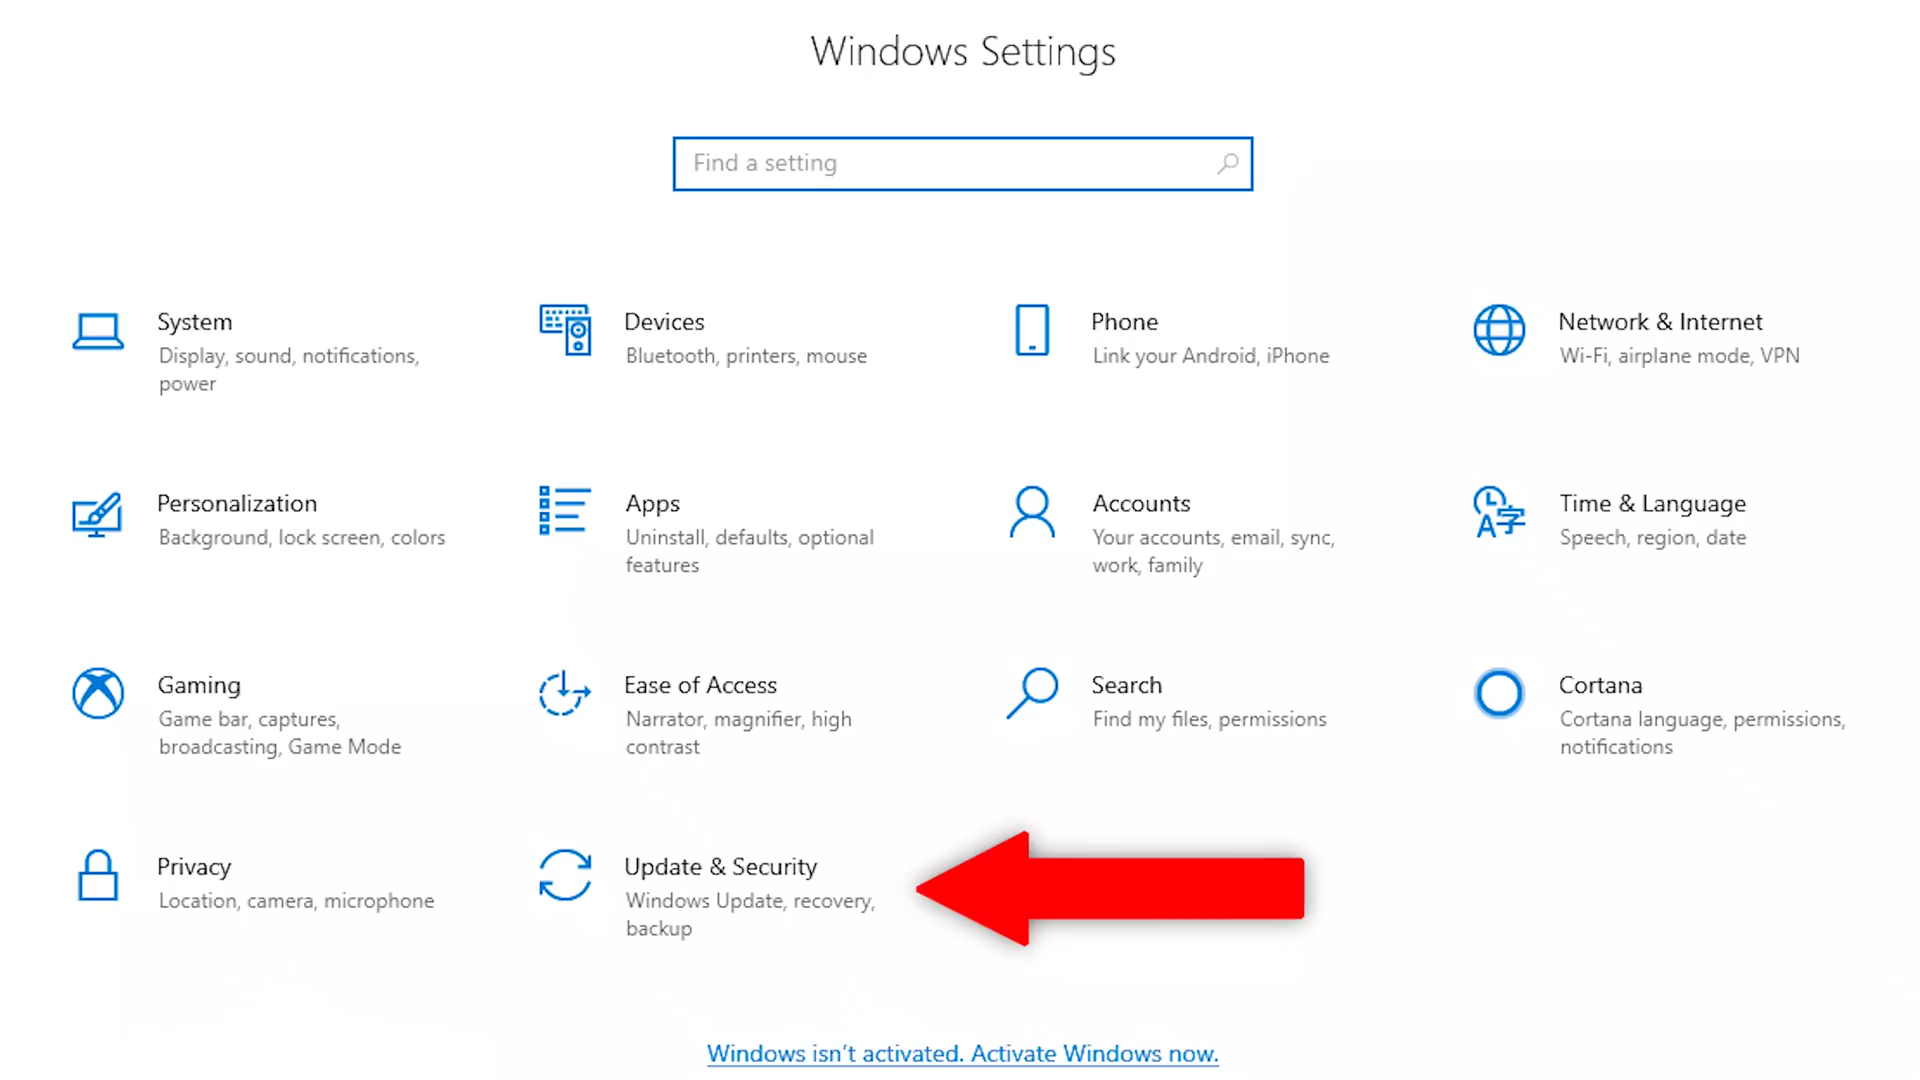 Windows Settings
Find a setting
System
Display, sound, notifications,
power
Devices
Bluetooth, printers, mouse
Phone
Link your Android, iPhone
Network & Internet
Wi-Fi, airplane mode, VPN
Personalization
Background, lock screen, colors
Apps
Uninstall, defaults, optional
features
Accounts
Your accounts, email, sync,
work, family
Time & Language
Speech, region, date
Gaming
Game bar, captures,
broadcasting, Game Mode
Ease of Access
Narrator, magnifier, high
contrast
Search
Find my files, permissions
Cortana
Cortana language, permissions,
notifications
Privacy
Location, camera, microphone
Update & Security
Windows Update, recovery,
backup
Windows isn't activated. Activate Windows now.